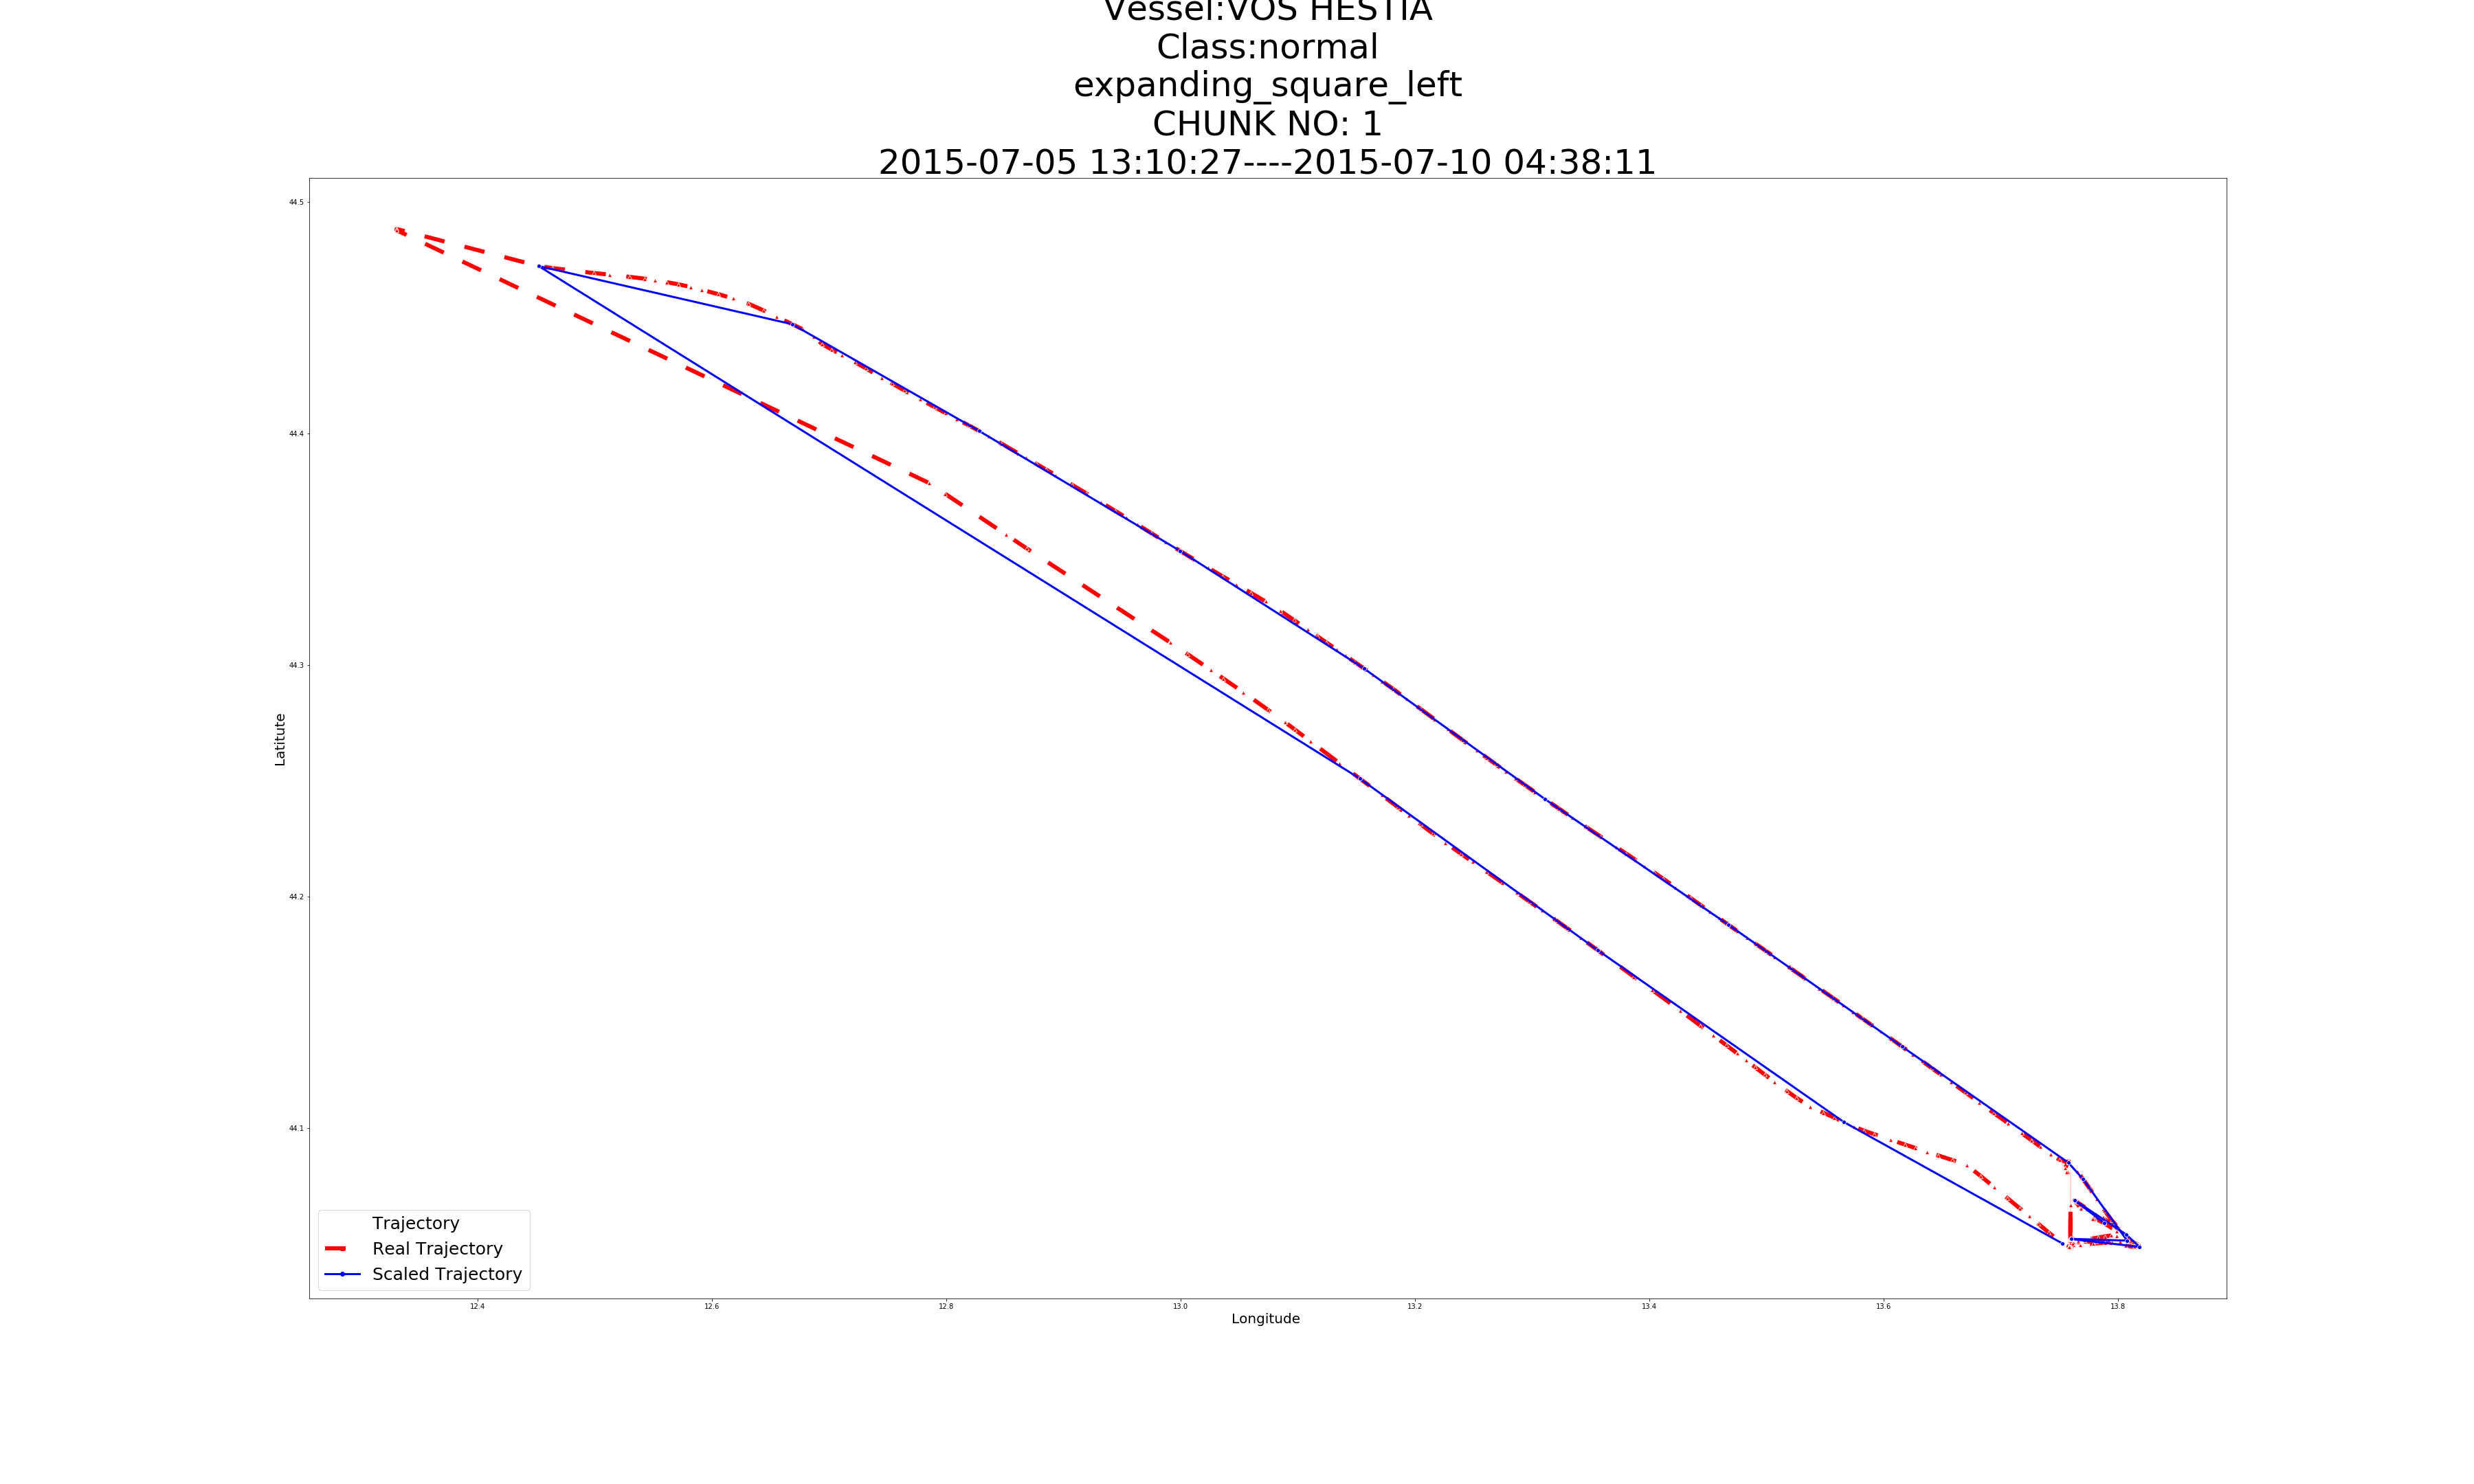 Vessel:VOS HESTIA
Class:normal
expanding_square_left
CHUNK NO: 1
2015-07-05 13:10:27----2015-07-10 04:38:11
44.5
44.4
44.3
44.2
44.1
Latitute
Trajectory
Real Trajectory
Scaled Trajectory
12.4
12.6
12.8
13.0
13.2
13.4
13.6
13.8
Longitude